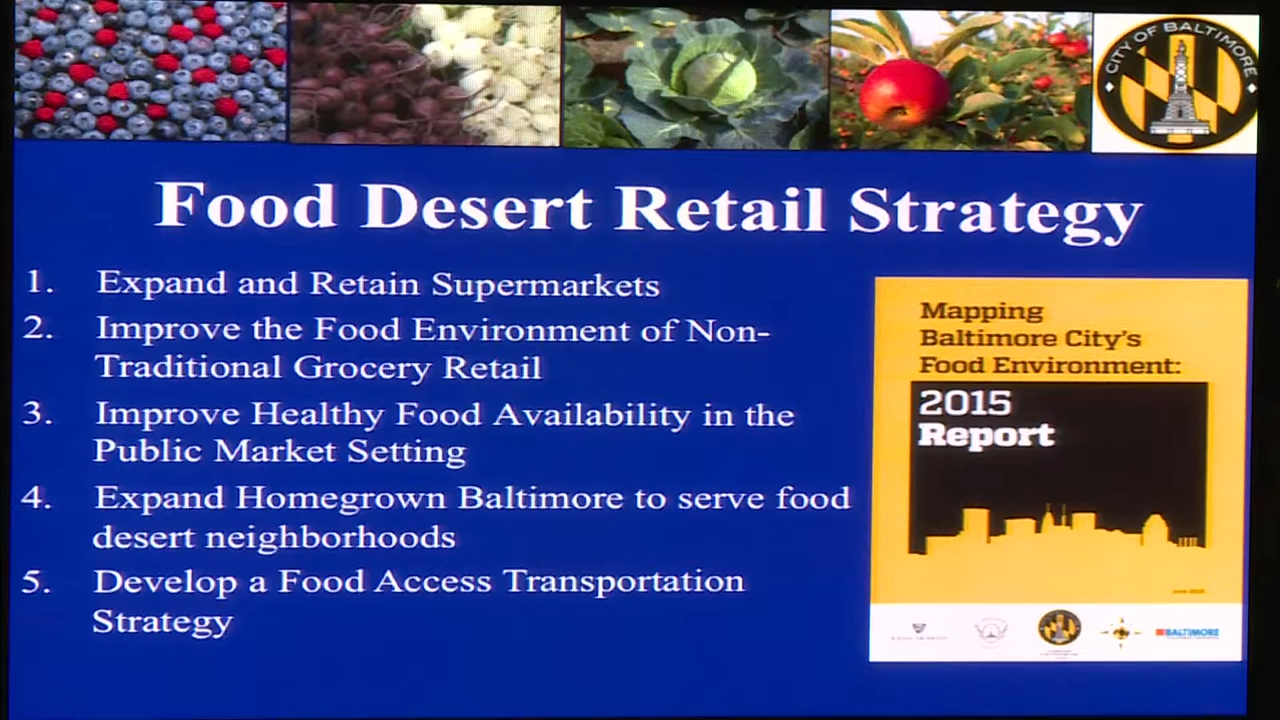 CITY OF BALTIMORE
Food Desert Retail Strategy
1. Expand and Retain Supermarkets
2. Improve the Food Environment of Non-
Traditional Grocery Retail
3. Improve Healthy Food Availability in the
Public Market Setting
4. Expand Homegrown Baltimore to serve food
desert neighborhoods
5. Develop a Food Access Transportation
Strategy
Mapping
Baltimore City's
Food Environment:
2015
Report
BALTIMORE